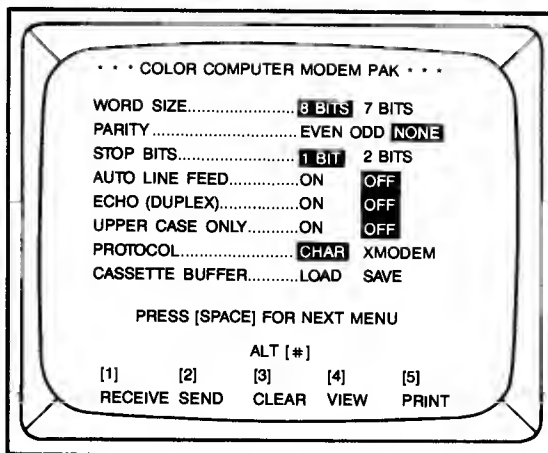 · · · COLOR COMPUTER MODEM PAK · · ·
WORD SIZE........................8 BITS 7 BITS
PARITY............................EVEN ODD NONE
STOP BITS.......................1 BIT 2 BITS
AUTO LINE FEED..............ON OFF
ECHO (DUPLEX)................ON OFF
UPPER CASE ONLY..........ON OFF
PROTOCOL.....................CHAR XMODEM
CASSETTE BUFFER..........LOAD SAVE
PRESS [SPACE] FOR NEXT MENU
ALT [#]
[1] [2] [3] [4] [5]
RECEIVE SEND CLEAR VIEW PRINT